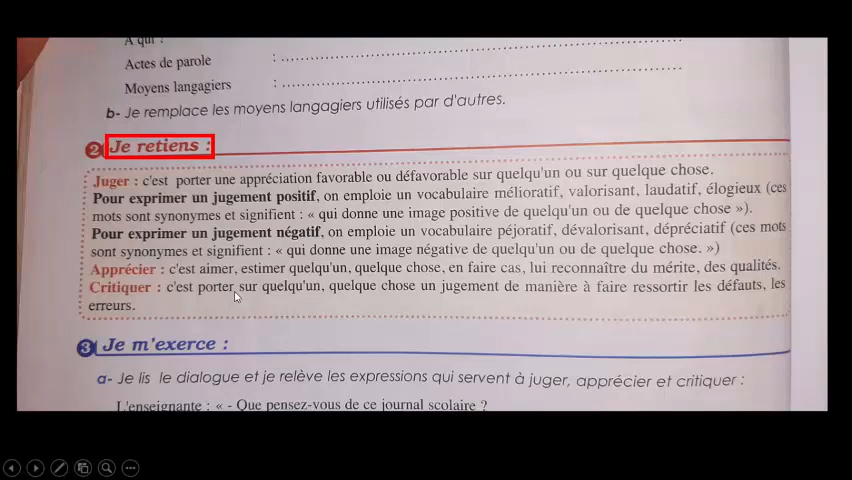 A qui :
Actes de parole :
Moyens langagiers :
b- Je remplace les moyens langagiers utilisés par d'autres.
2 Je retiens :
Juger : c'est porter une appréciation favorable ou défavorable sur quelqu'un ou sur quelque chose.
Pour exprimer un jugement positif, on emploie un vocabulaire mélioratif, valorisant, laudatif, élogieux (ces
mots sont synonymes et signifient : « qui donne une image positive de quelqu'un ou de quelque chose »).
Pour exprimer un jugement négatif, on emploie un vocabulaire péjoratif, dévalorisant, dépréciatif (ces mots
sont synonymes et signifient : « qui donne une image négative de quelqu'un ou de quelque chose. »)
Apprécier : c'est aimer, estimer quelqu'un, quelque chose, en faire cas, lui reconnaître du mérite, des qualités.
Critiquer : c'est porter sur quelqu'un, quelque chose un jugement de manière à faire ressortir les défauts, les
erreurs.
3 Je m'exerce :
a- Je lis le dialogue et je relève les expressions qui servent à juger, apprécier et critiquer :
L'enseignante : « - Que pensez-vous de ce journal scolaire ?